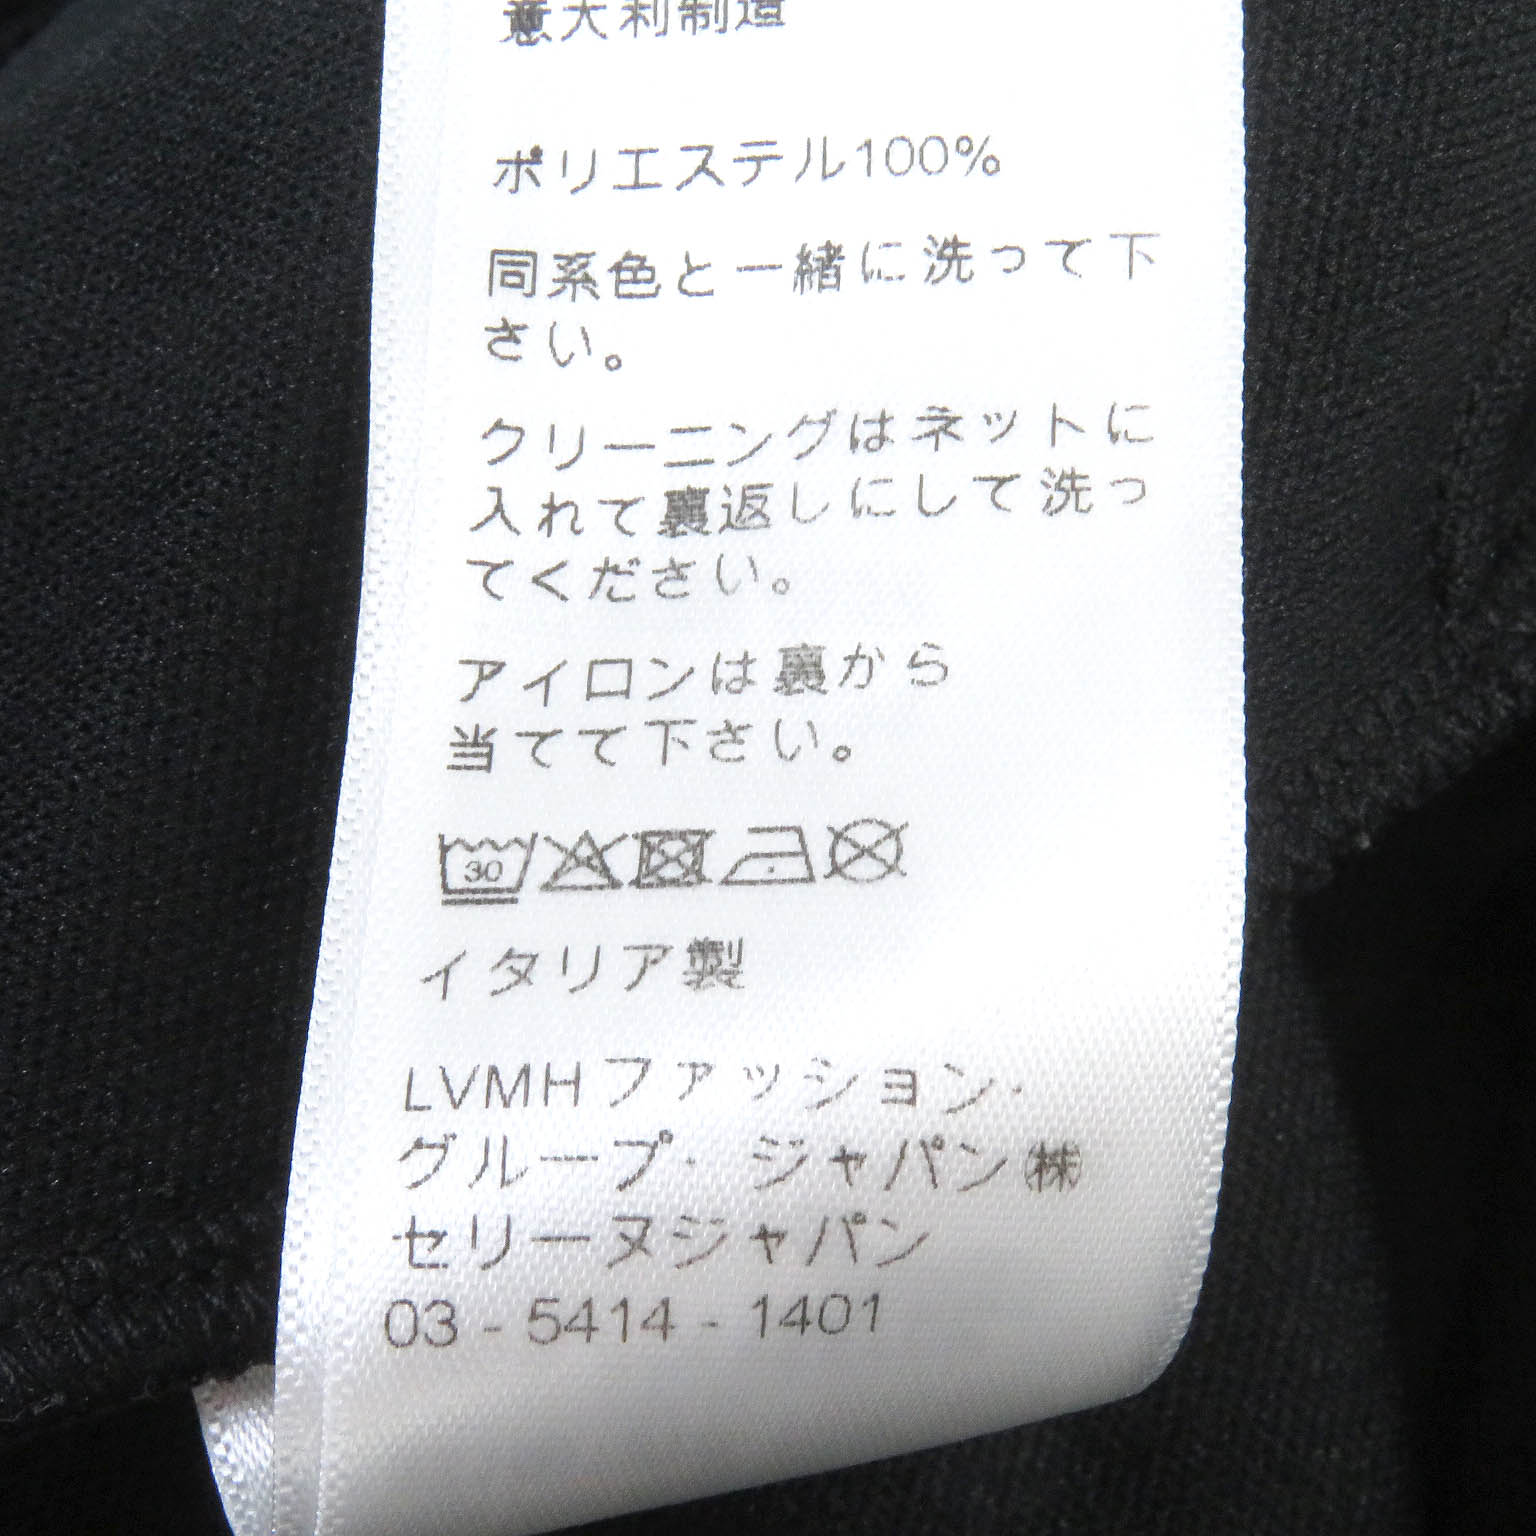 意大利制造
ポリエステル100%
同系色と一緒に洗って下
さい。
クリーニングはネットに
入れて裏返しにして洗っ
てください。
アイロンは裏から
当てて下さい。
30
イタリア製
LVMHファッション・
グループ・ジャパン㈱
セリーヌジャパン
03-5414-1401